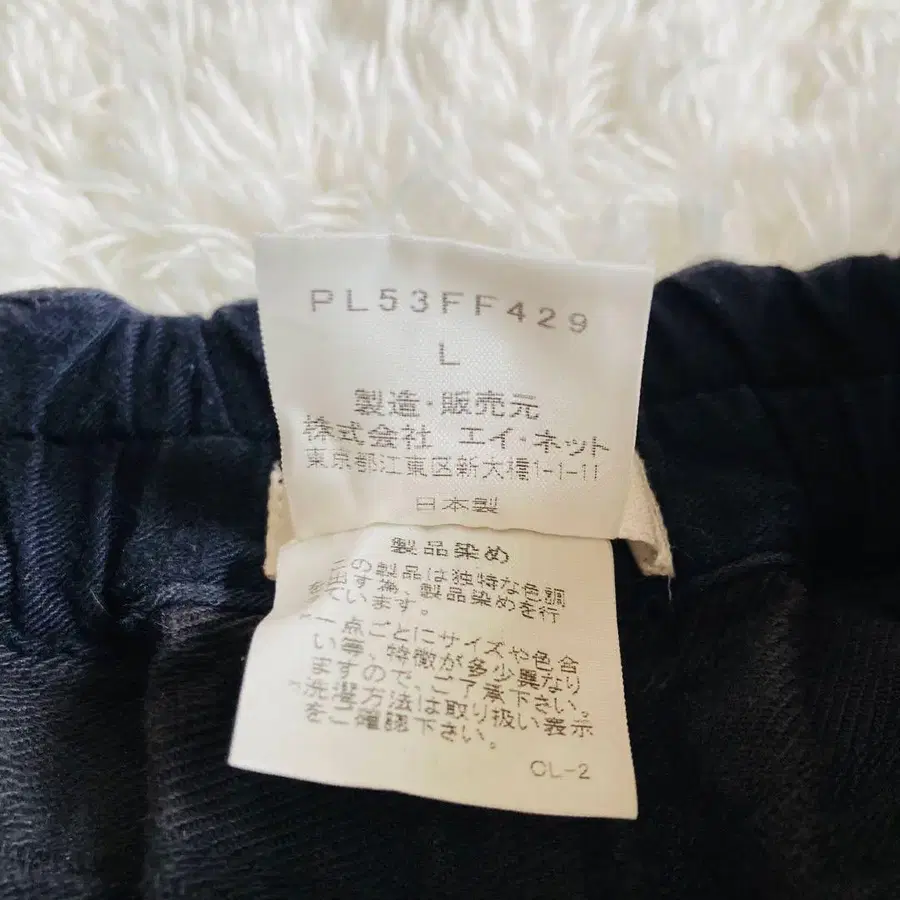 PL53FF429
L
製造・販売元
株式会社 エイ・ネット
東京都江東区新大橋1-1-11
日本製
製品染め
この製品は独特な色調
を出す為、製品染めを行
っています。
一点ごとにサイズや色合
い等、特徴が多少異なり
ますので、ご了承下さい。
洗濯方法は取り扱い表示
をご確認下さい。
CL-2